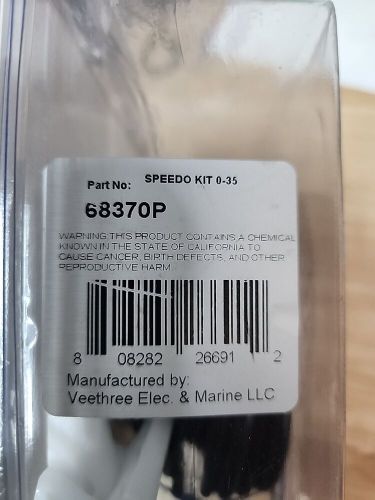 Part No: SPEEDO KIT 0-35
68370P
WARNING:THIS PRODUCT CONTAINS A CHEMICAL
KNOWN IN THE STATE OF CALIFORNIA TO
CAUSE CANCER, BIRTH DEFECTS, AND OTHER
REPRODUCTIVE HARM
8 08282 26691 2
Manufactured by:
Veethree Elec. & Marine LLC